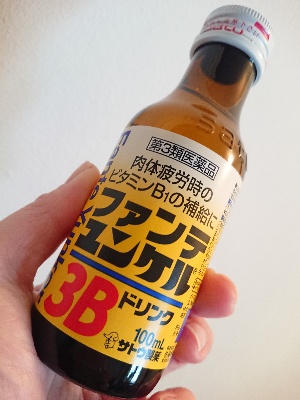 第3類医薬品
肉体疲労時の
ビタミンB1の補給に
ファンテ
ユンケル
3Bドリンク
100mL
サトウ製薬